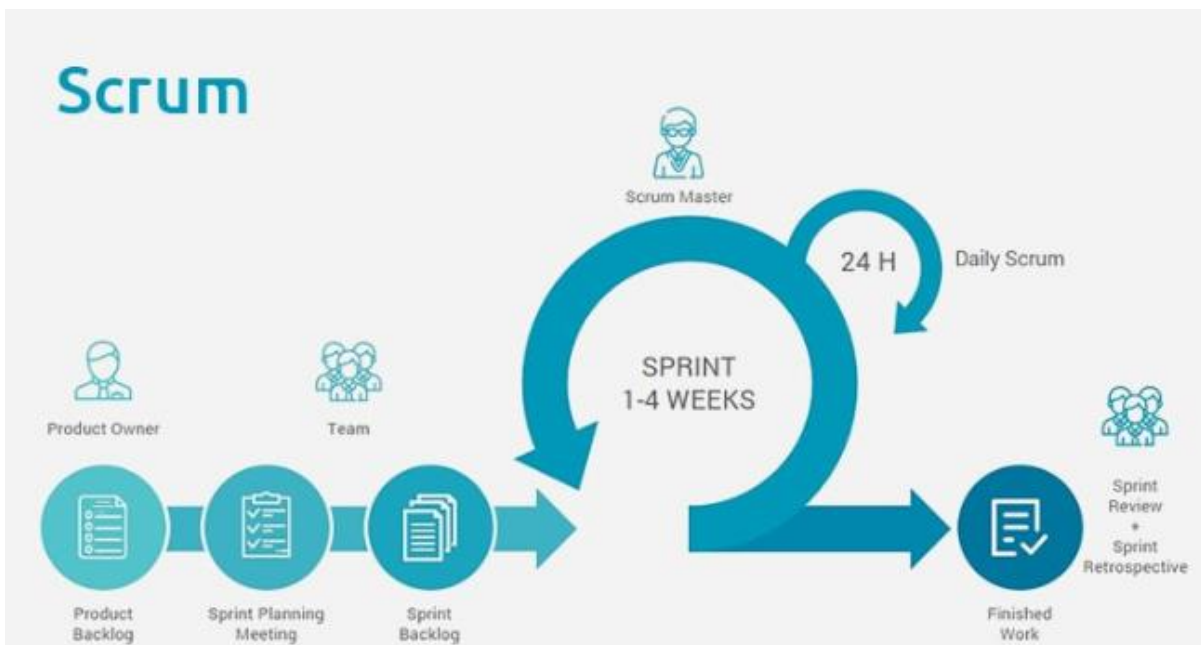 Scrum
Scrum Master
24 H
Daily Scrum
SPRINT
1-4 WEEKS
Product Owner
Team
Sprint
Review
+
Sprint
Retrospective
Product
Backlog
Sprint Planning
Meeting
Sprint
Backlog
Finished
Work